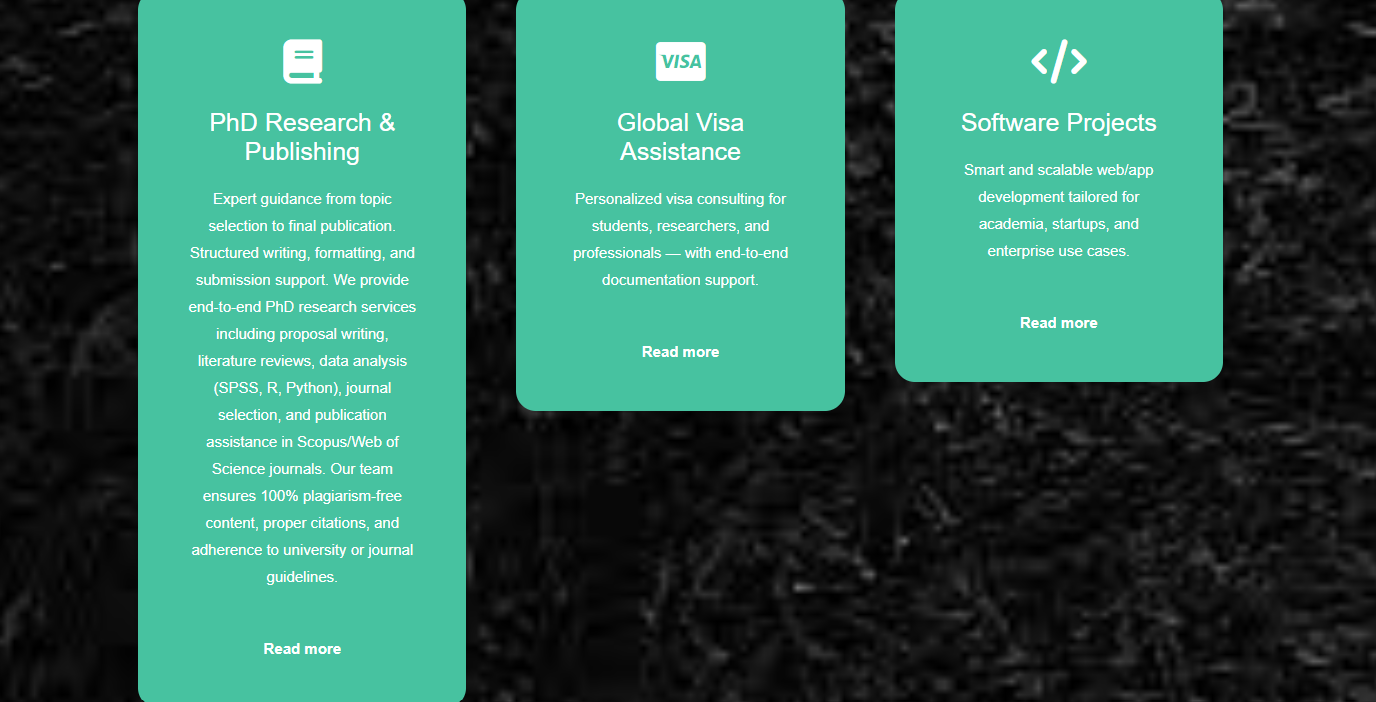 PhD Research &
Publishing
Expert guidance from topic
selection to final publication.
Structured writing, formatting, and
submission support. We provide
end-to-end PhD research services
including proposal writing,
literature reviews, data analysis
(SPSS, R, Python), journal
selection, and publication
assistance in Scopus/Web of
Science journals. Our team
ensures 100% plagiarism-free
content, proper citations, and
adherence to university or journal
guidelines.
Read more
VISA
Global Visa
Assistance
Personalized visa consulting for
students, researchers, and
professionals — with end-to-end
documentation support.
Read more
Software Projects
Smart and scalable web/app
development tailored for
academia, startups, and
enterprise use cases.
Read more